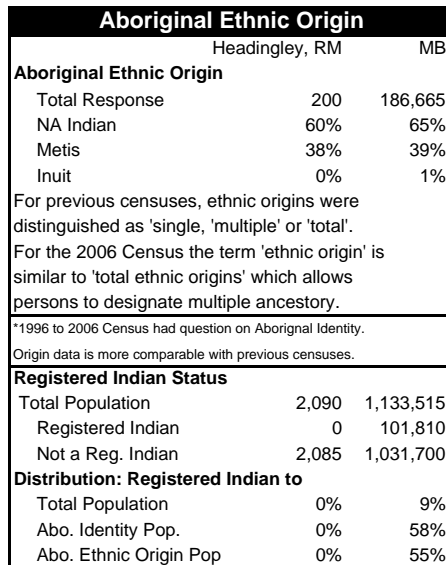 Aboriginal Ethnic Origin
Headingley, RM MB
Aboriginal Ethnic Origin
Total Response 200 186,665
NA Indian 60% 65%
Metis 38% 39%
Inuit 0% 1%
For previous censuses, ethnic origins were
distinguished as 'single, 'multiple' or 'total'.
For the 2006 Census the term 'ethnic origin' is
similar to 'total ethnic origins' which allows
persons to designate multiple ancestory.
*1996 to 2006 Census had question on Aborignal Identity.
Origin data is more comparable with previous censuses.
Registered Indian Status
Total Population 2,090 1,133,515
Registered Indian 0 101,810
Not a Reg. Indian 2,085 1,031,700
Distribution: Registered Indian to
Total Population 0% 9%
Abo. Identity Pop. 0% 58%
Abo. Ethnic Origin Pop 0% 55%